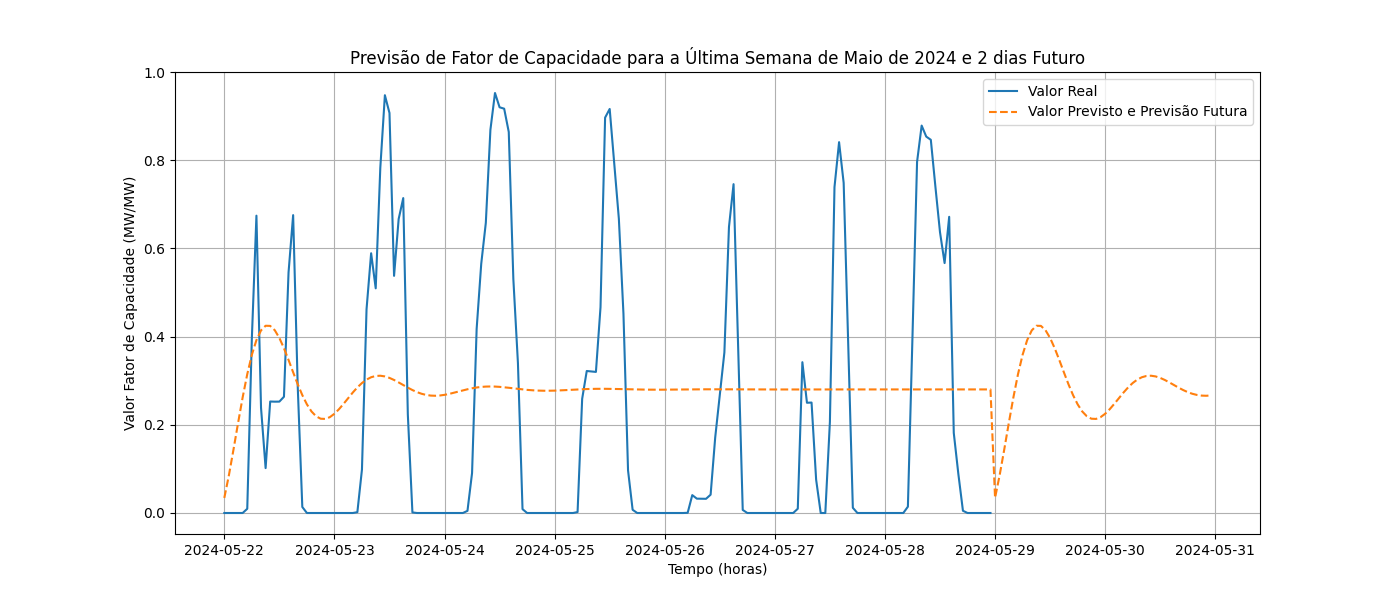 Previsão de Fator de Capacidade para a Última Semana de Maio de 2024 e 2 dias Futuro
Valor Real
Valor Previsto e Previsão Futura
Valor Fator de Capacidade (MW/MW)
1.0
0.8
0.6
0.4
0.2
0.0
2024-05-22 2024-05-23 2024-05-24 2024-05-25 2024-05-26 2024-05-27 2024-05-28 2024-05-29 2024-05-30 2024-05-31
Tempo (horas)